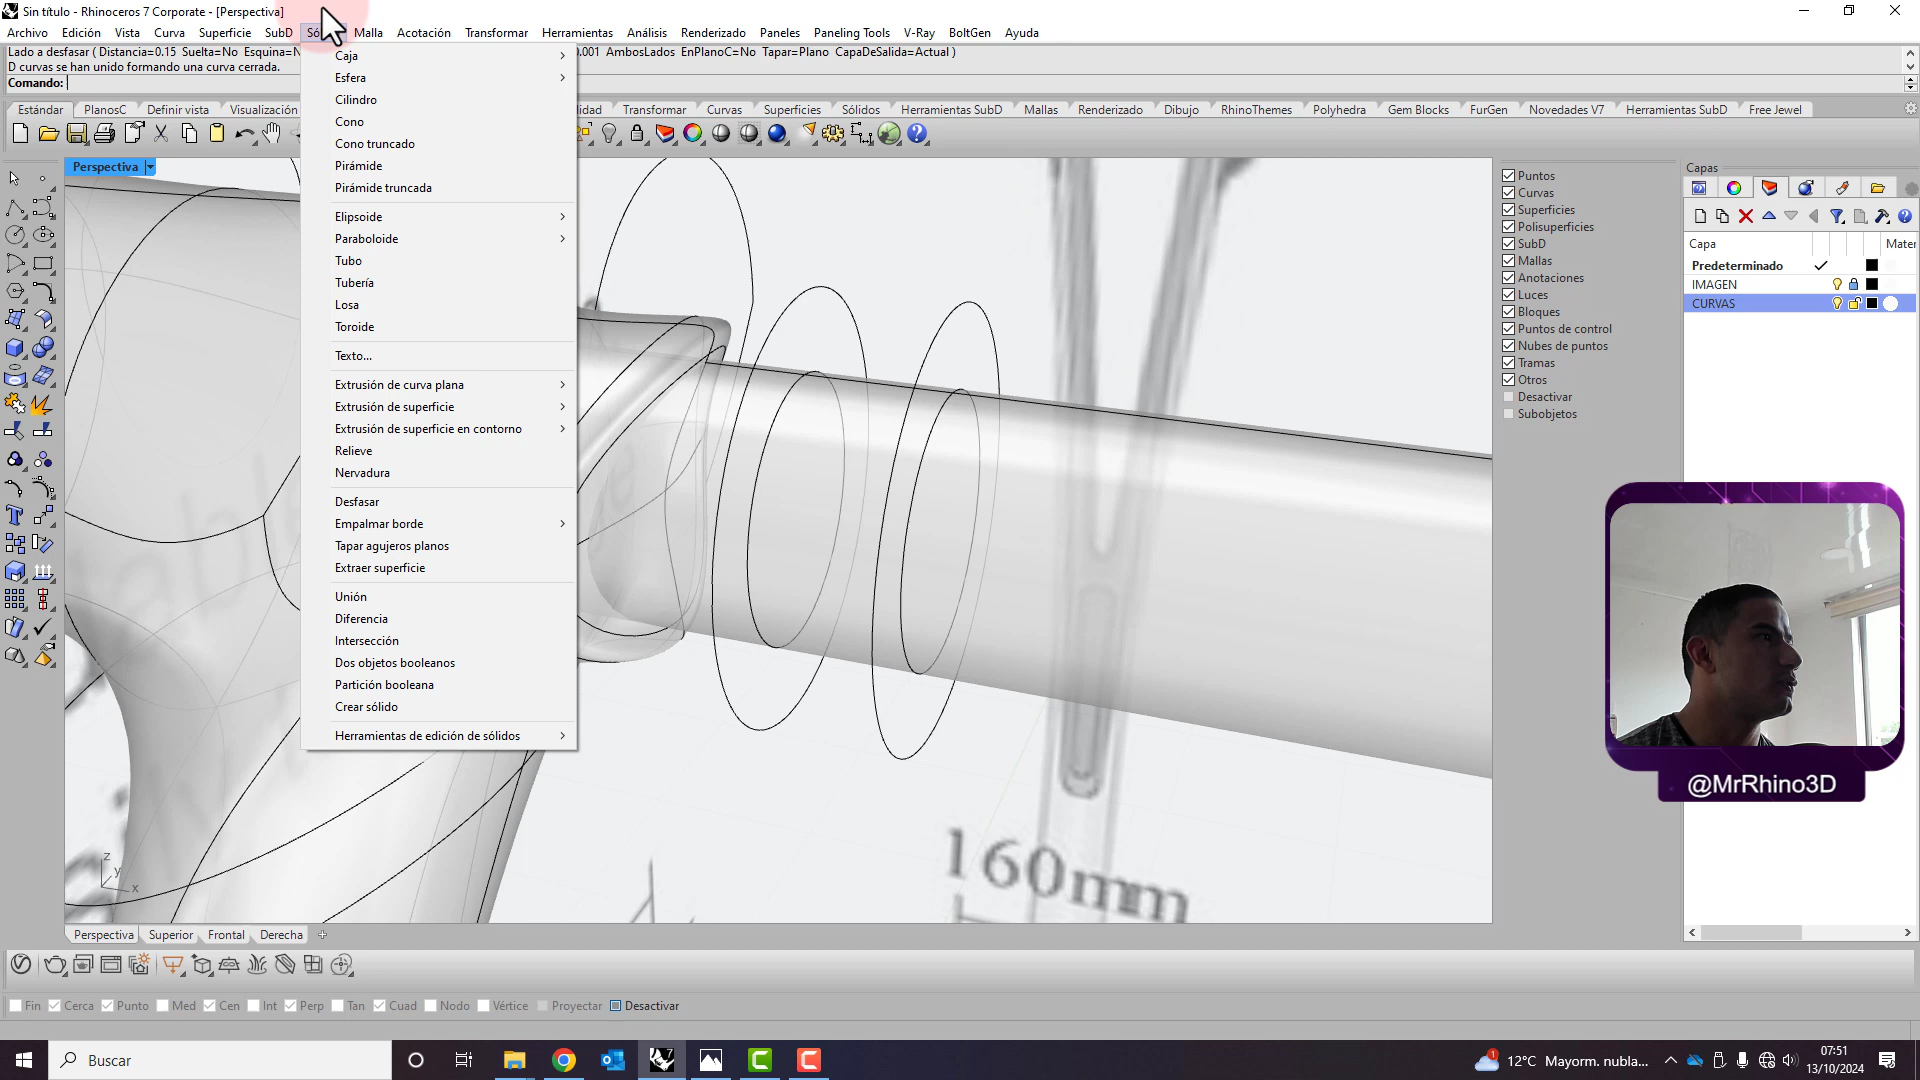 Sin título - Rhinoceros 7 Corporate - [Perspectiva]
Archivo Edición Vista Curva Superficie SubD Malla Acotación Transformar Herramientas Análisis Renderizado Paneles Paneling Tools V-Ray BoltGen Ayuda
Lado a desfasar ( Distancia=0.15 Suelta=No Esquina=N 0.001 AmbosLados EnPlanoC=No Tapar=Plano CapaDeSalida=Actual )
D curvas se han unido formando una curva cerrada.
Comando:
Estándar PlanosC Definir vista Visualización Transformar Curvas Superficies Sólidos Herramientas SubD Mallas Renderizado Dibujo RhinoThemes Polyhedra Gem Blocks FurGen Novedades V7 Herramientas SubD Free Jewel
Perspectiva
Caja
Esfera
Cilindro
Cono
Cono truncado
Pirámide
Pirámide truncada
Elipsoide
Paraboloide
Tubo
Tubería
Losa
Toroide
Texto...
Extrusión de curva plana
Extrusión de superficie
Extrusión de superficie en contorno
Relieve
Nervadura
Desfasar
Empalmar borde
Tapar agujeros planos
Extraer superficie
Unión
Diferencia
Intersección
Dos objetos booleanos
Partición booleana
Crear sólido
Herramientas de edición de sólidos
160mm
z
y
x
Puntos
Curvas
Superficies
Polisuperficies
SubD
Mallas
Anotaciones
Luces
Bloques
Puntos de control
Nubes de puntos
Tramas
Otros
Desactivar
Subobjetos
Capas
Capa Mater
Predeterminado
IMAGEN
CURVAS
@MrRhino3D
Perspectiva Superior Frontal Derecha
Fin Cerca Punto Med Cen Int Perp Tan Cuad Nodo Vértice Proyectar Desactivar
Buscar
12°C Mayorm. nubla...
07:51
13/10/2024